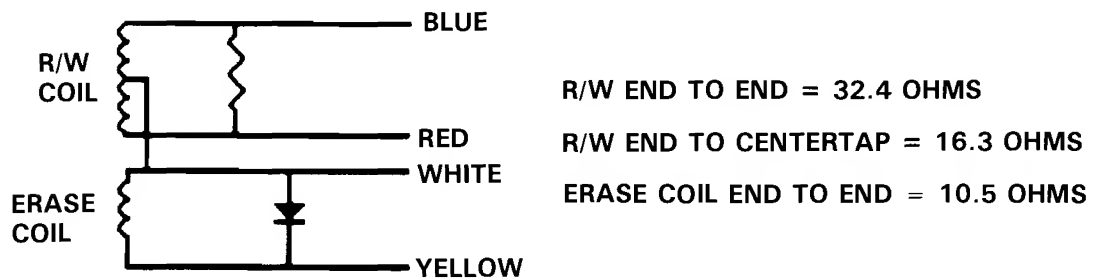 BLUE
R/W
COIL
RED
WHITE
ERASE
COIL
YELLOW
R/W END TO END = 32.4 OHMS
R/W END TO CENTERTAP = 16.3 OHMS
ERASE COIL END TO END = 10.5 OHMS